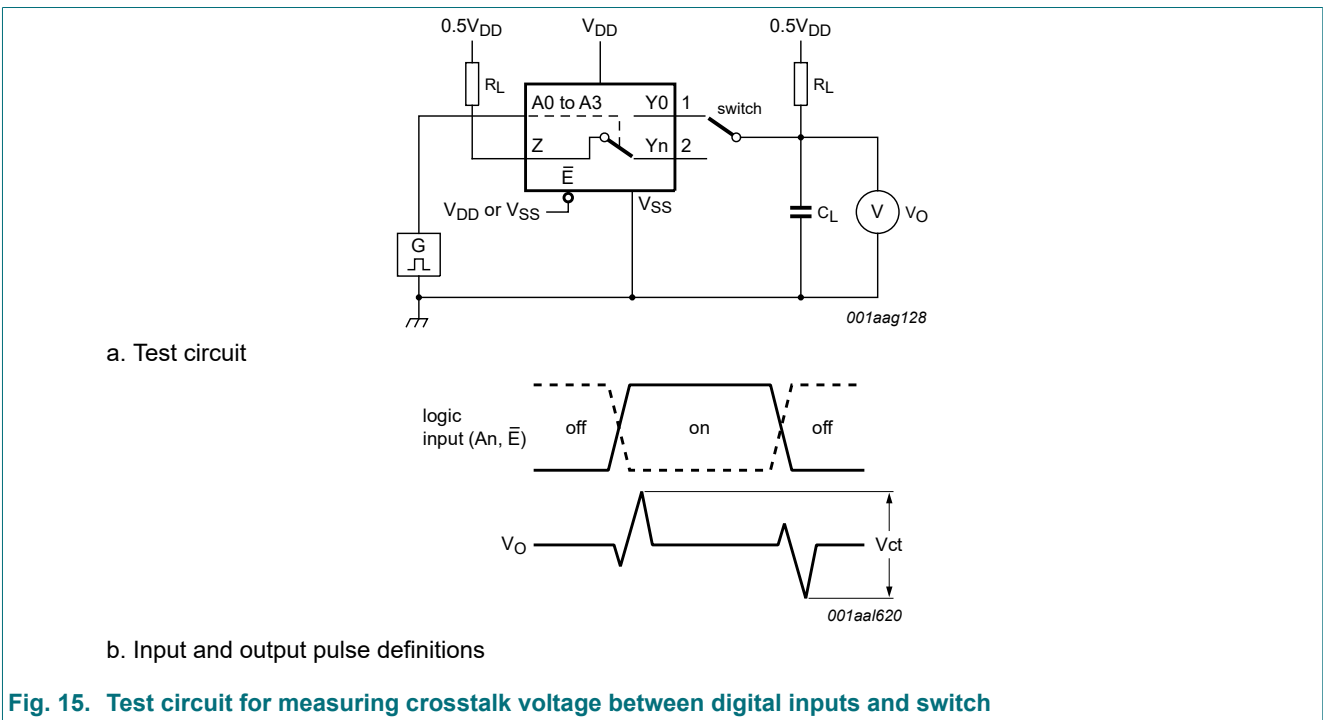 0.5VDD VDD 0.5VDD
RL RL
A0 to A3 Y0 1 switch
Z Yn 2
E̅
VDD or VSS VSS
CL V VO
G
001aag128
a. Test circuit
logic
input (An, E̅) off on off
VO Vct
001aal620
b. Input and output pulse definitions
Fig. 15. Test circuit for measuring crosstalk voltage between digital inputs and switch